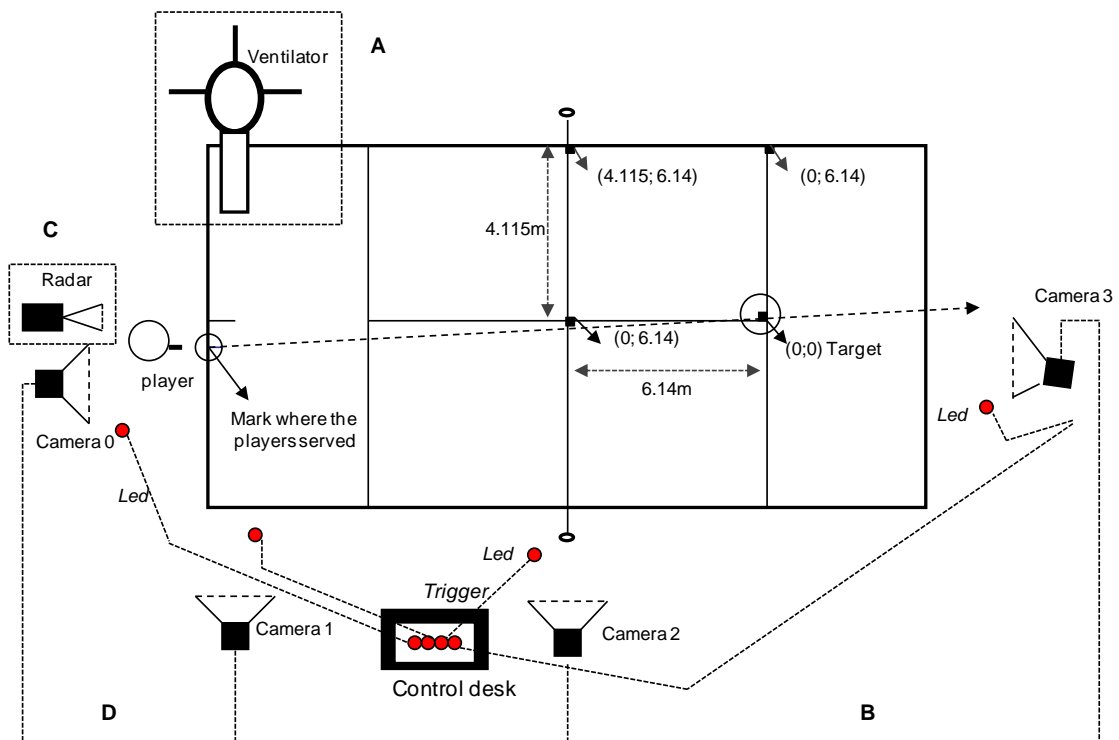 A
Ventilator
(4.115; 6.14)
(0; 6.14)
4.115m
C
Radar
Camera 3
(0; 6.14)
(0;0) Target
player
6.14m
Mark where the
players served
Led
Camera 0
Led
Led
Trigger
Camera 1
Camera 2
Control desk
D
B